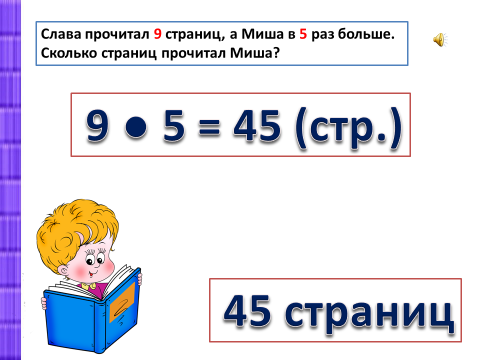 Слава прочитал 9 страниц, а Миша в 5 раз больше.
Сколько страниц прочитал Миша?
9 • 5 = 45 (стр.)
45 страниц